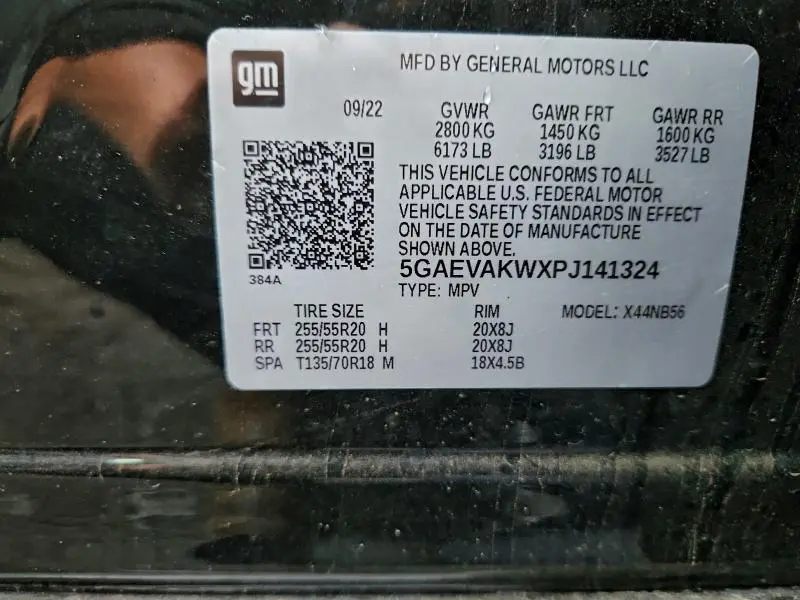 gm
MFD BY GENERAL MOTORS LLC
09/22 GVWR GAWR FRT GAWR RR
2800 KG 1450 KG 1600 KG
6173 LB 3196 LB 3527 LB
THIS VEHICLE CONFORMS TO ALL
APPLICABLE U.S. FEDERAL MOTOR
VEHICLE SAFETY STANDARDS IN EFFECT
ON THE DATE OF MANUFACTURE
SHOWN ABOVE.
384A
5GAEVAKWXPJ141324
TYPE: MPV
TIRE SIZE RIM MODEL: X44NB56
FRT 255/55R20 H 20X8J
RR 255/55R20 H 20X8J
SPA T135/70R18 M 18X4.5B